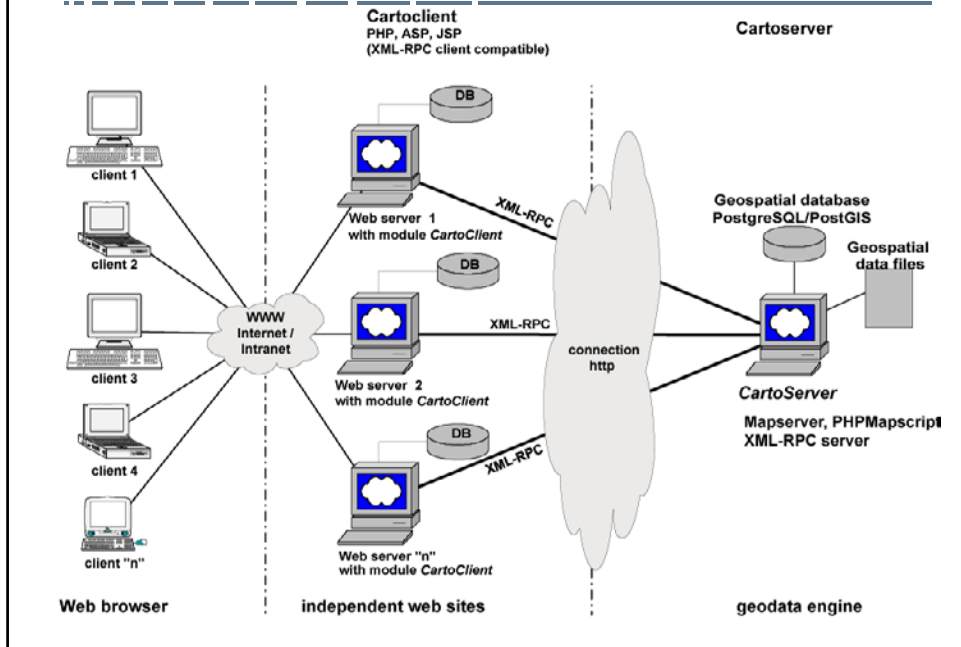 Cartoclient
PHP, ASP, JSP
(XML-RPC client compatible)
Cartoserver
client 1
client 2
client 3
client 4
client "n"
WWW
Internet /
Intranet
DB
Web server 1
with module CartoClient
DB
Web server 2
with module CartoClient
DB
Web server "n"
with module CartoClient
XML-RPC
XML-RPC
XML-RPC
connection
http
Geospatial database
PostgreSQL/PostGIS
Geospatial
data files
CartoServer
Mapserver, PHPMapscript
XML-RPC server
Web browser
independent web sites
geodata engine